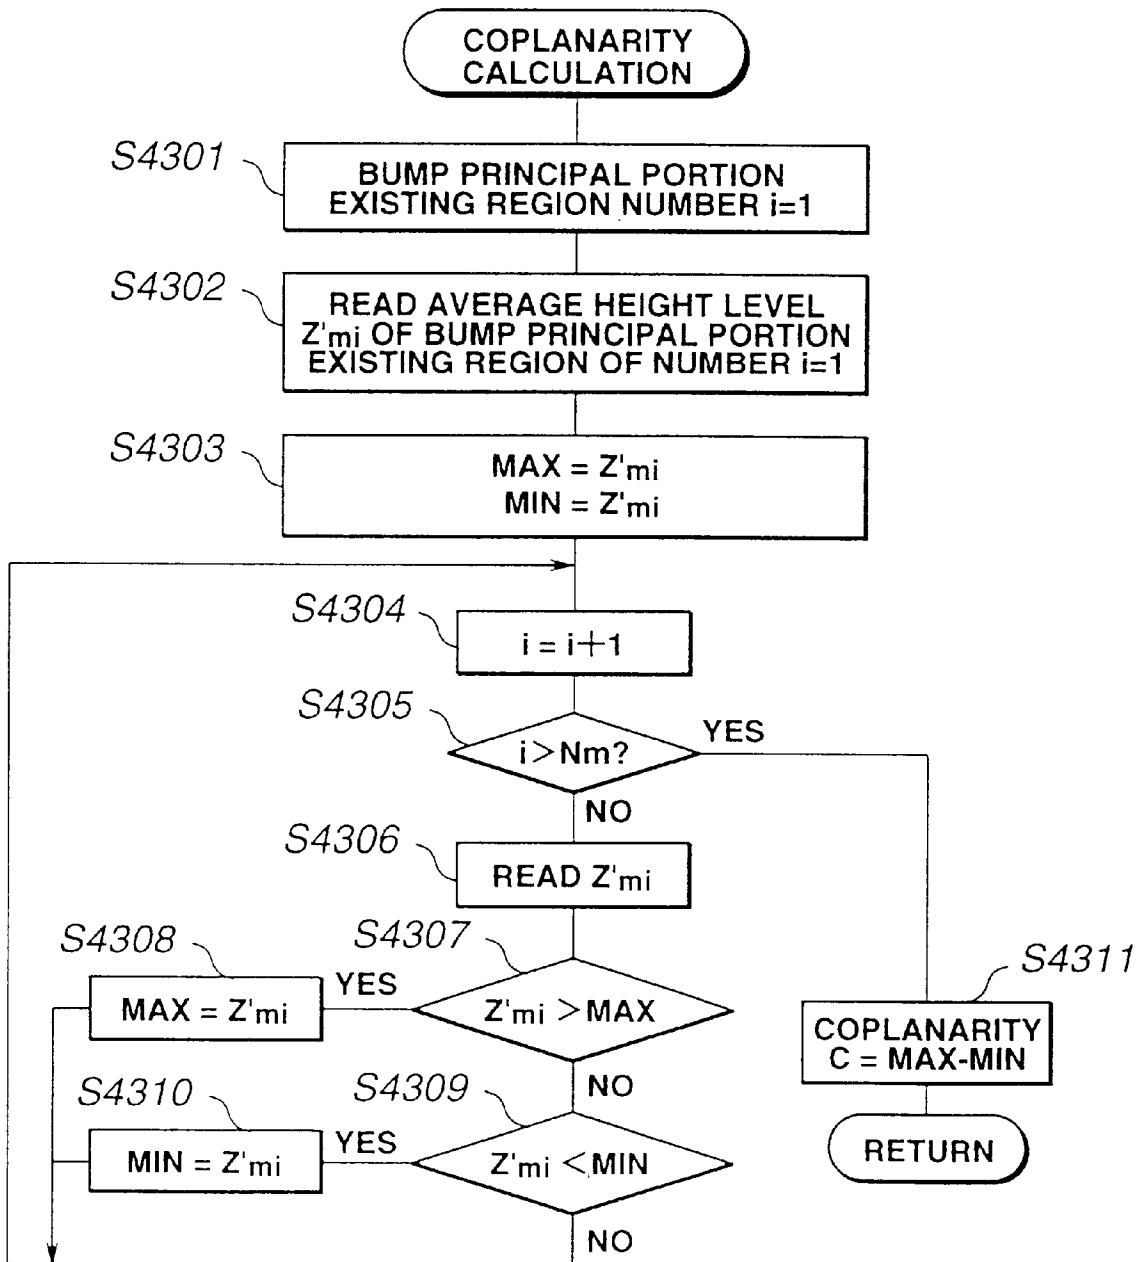 COPLANARITY
CALCULATION
S4301
BUMP PRINCIPAL PORTION
EXISTING REGION NUMBER i=1
S4302
READ AVERAGE HEIGHT LEVEL
Z'mi OF BUMP PRINCIPAL PORTION
EXISTING REGION OF NUMBER i=1
S4303
MAX = Z'mi
MIN = Z'mi
S4304
i = i+1
S4305
i>Nm?
YES
NO
S4306
READ Z'mi
S4307
Z'mi >MAX
YES
NO
S4308
MAX = Z'mi
S4309
Z'mi <MIN
YES
NO
S4310
MIN = Z'mi
S4311
COPLANARITY
C = MAX-MIN
RETURN